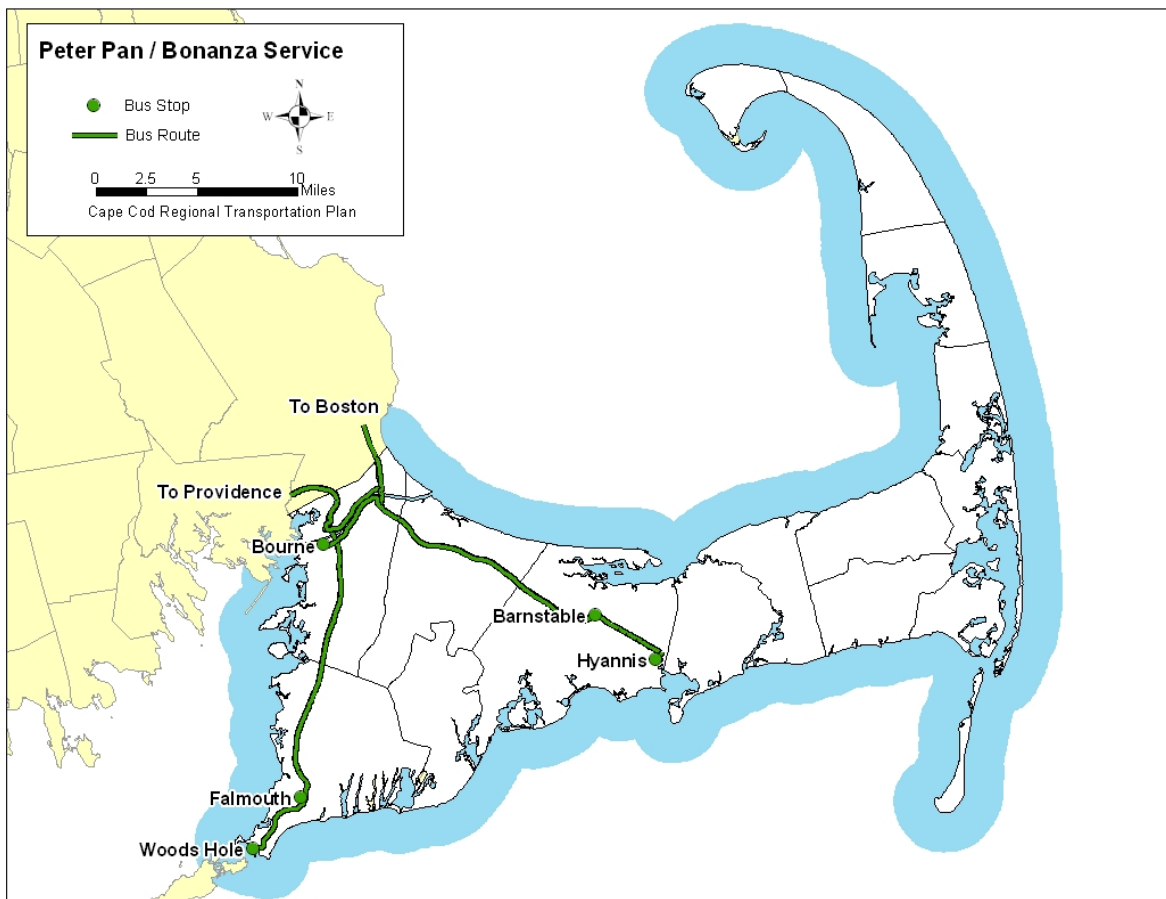 Peter Pan / Bonanza Service
N
W E
S
Bus Stop
Bus Route
0 2.5 5 10
Miles
Cape Cod Regional Transportation Plan
To Boston
To Providence
Bourne
Barnstable
Hyannis
Falmouth
Woods Hole